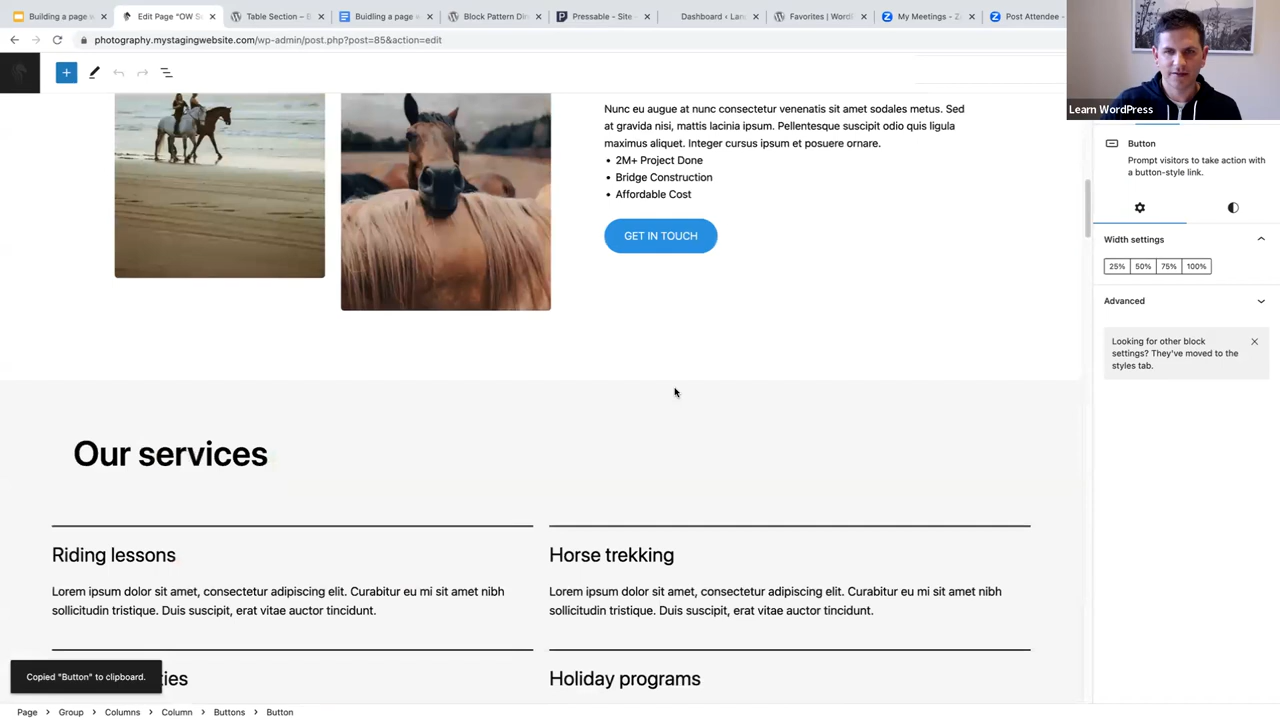 Building a page l
Edit Page "OW S
Table Section – B
Buidling a page w
Block Pattern Dir
Pressable - Site
Dashboard ‹ Lan
Favorites | Word
My Meetings - Z
Post Attendee
photography.mystagingwebsite.com/wp-admin/post.php?post=85&action=edit
Learn WordPress
Nunc eu augue at nunc consectetur venenatis sit amet sodales metus. Sed
at gravida nisi, mattis lacinia ipsum. Pellentesque suscipit odio quis ligula
maximus aliquet. Integer cursus ipsum et posuere ornare.
• 2M+ Project Done
• Bridge Construction
• Affordable Cost
GET IN TOUCH
Our services
Riding lessons
Lorem ipsum dolor sit amet, consectetur adipiscing elit. Curabitur eu mi sit amet nibh
sollicitudin tristique. Duis suscipit, erat vitae auctor tincidunt.
Horse trekking
Lorem ipsum dolor sit amet, consectetur adipiscing elit. Curabitur eu mi sit amet nibh
sollicitudin tristique. Duis suscipit, erat vitae auctor tincidunt.
ties
Holiday programs
Copied "Button" to clipboard.
Button
Prompt visitors to take action with
a button-style link.
Width settings
25% 50% 75% 100%
Advanced
Looking for other block
settings? They've moved to the
styles tab.
Page > Group > Columns > Column > Buttons > Button